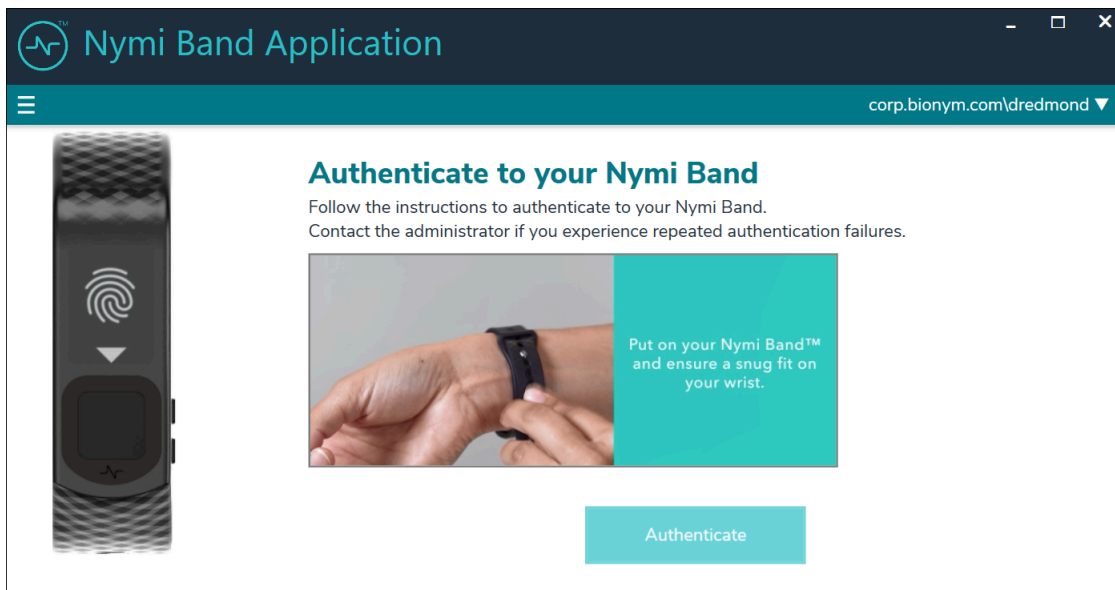 Nymi Band Application
TM
corp.bionym.com\dredmond ▼
Authenticate to your Nymi Band
Follow the instructions to authenticate to your Nymi Band.
Contact the administrator if you experience repeated authentication failures.
Put on your Nymi Band™
and ensure a snug fit on
your wrist.
Authenticate